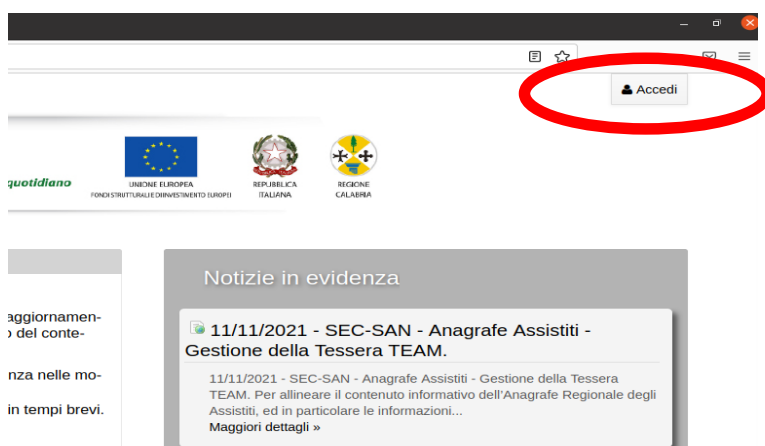 Accedi
quotidiano
UNIONE EUROPEA
FONDI STRUTTURALI E DI INVESTIMENTO EUROPEI
REPUBBLICA
ITALIANA
REGIONE
CALABRIA
aggiornamen-
o del conte-
nza nelle mo-
in tempi brevi.
Notizie in evidenza
11/11/2021 - SEC-SAN - Anagrafe Assistiti -
Gestione della Tessera TEAM.
11/11/2021 - SEC-SAN - Anagrafe Assistiti - Gestione della Tessera
TEAM. Per allineare il contenuto informativo dell'Anagrafe Regionale degli
Assistiti, ed in particolare le informazioni...
Maggiori dettagli »